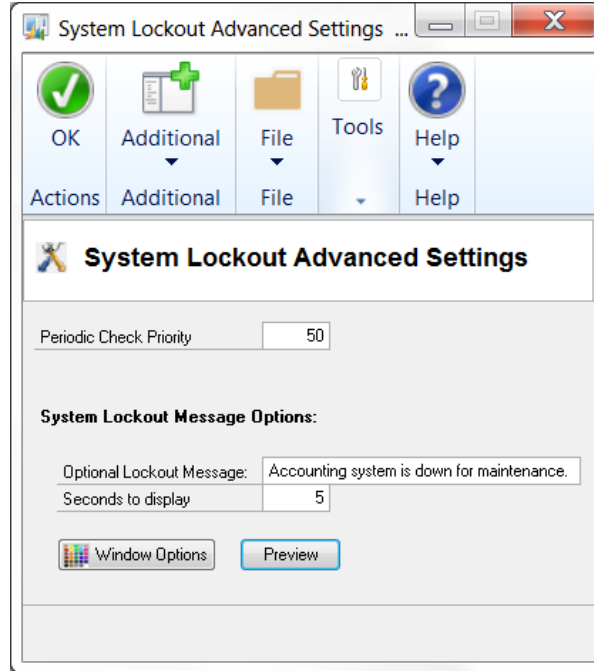 System Lockout Advanced Settings ...
OK
Additional
File
Tools
Help
Actions
Additional
File
Help
System Lockout Advanced Settings
Periodic Check Priority 50
System Lockout Message Options:
Optional Lockout Message: Accounting system is down for maintenance.
Seconds to display 5
Window Options Preview